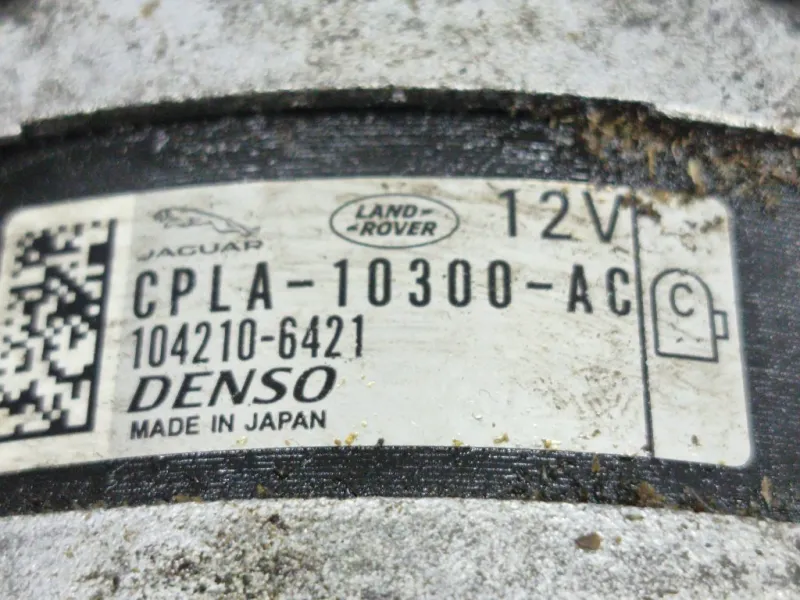 JAGUAR
LAND-
-ROVER
12V
CPLA-10300-AC
C
104210-6421
DENSO
MADE IN JAPAN